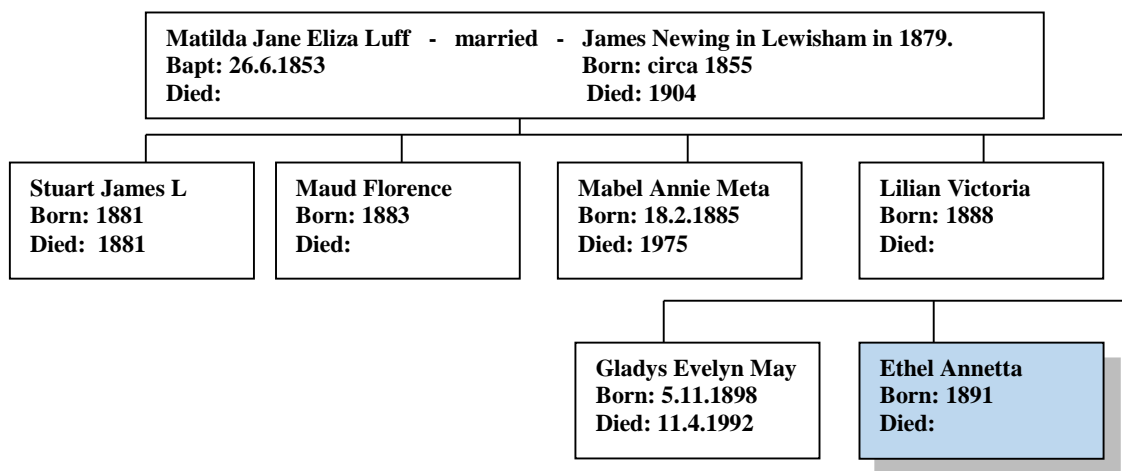 Matilda Jane Eliza Luff - married - James Newing in Lewisham in 1879.
Bapt: 26.6.1853 Born: circa 1855
Died: Died: 1904
Stuart James L
Born: 1881
Died: 1881
Maud Florence
Born: 1883
Died:
Mabel Annie Meta
Born: 18.2.1885
Died: 1975
Lilian Victoria
Born: 1888
Died:
Gladys Evelyn May
Born: 5.11.1898
Died: 11.4.1992
Ethel Annetta
Born: 1891
Died: